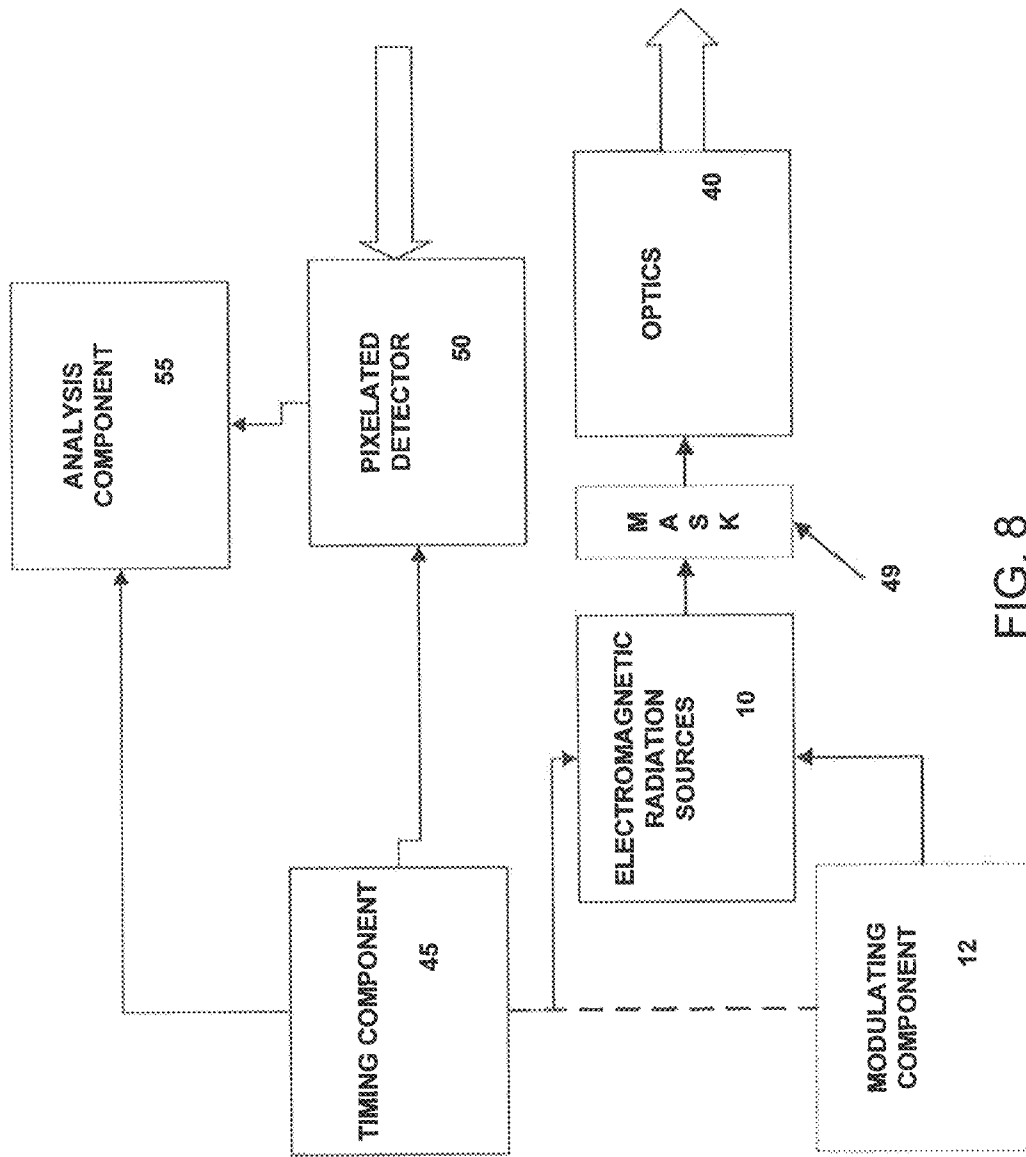 ANALYSIS
COMPONENT
55
PIXELATED
DETECTOR
50
TIMING COMPONENT
45
OPTICS
40
M
A
S
K
49
ELECTROMAGNETIC
RADIATION
SOURCES
10
MODULATING
COMPONENT
12
FIG. 8